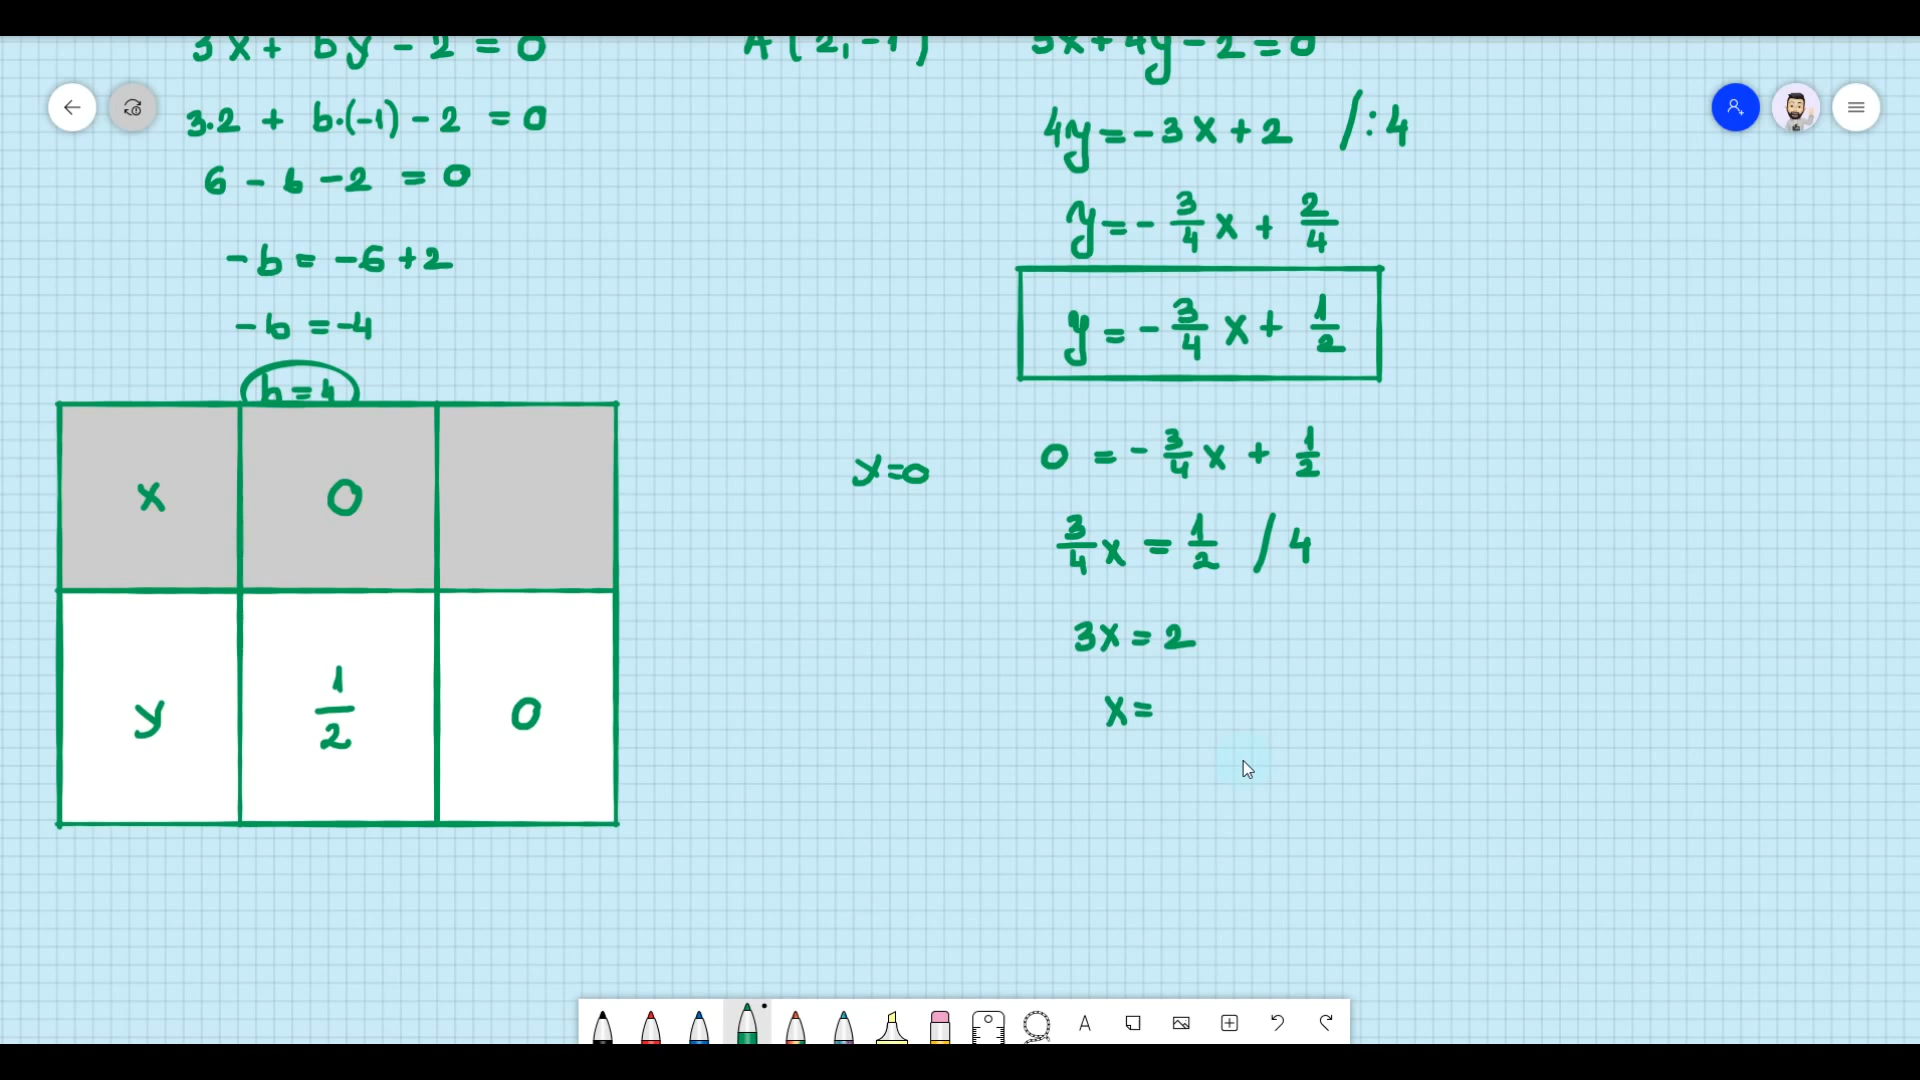 3x + by - 2 = 0
3·2 + b·(-1) - 2 = 0
6 - b - 2 = 0
-b = -6 + 2
-b = -4
b = 4
x 0
y 1/2 0
A(2, -1)
3x + 4y - 2 = 0
4y = -3x + 2 /:4
y = -3/4 x + 2/4
y = -3/4 x + 1/2
y = 0
0 = -3/4 x + 1/2
3/4 x = 1/2 / 4
3x = 2
x =
A